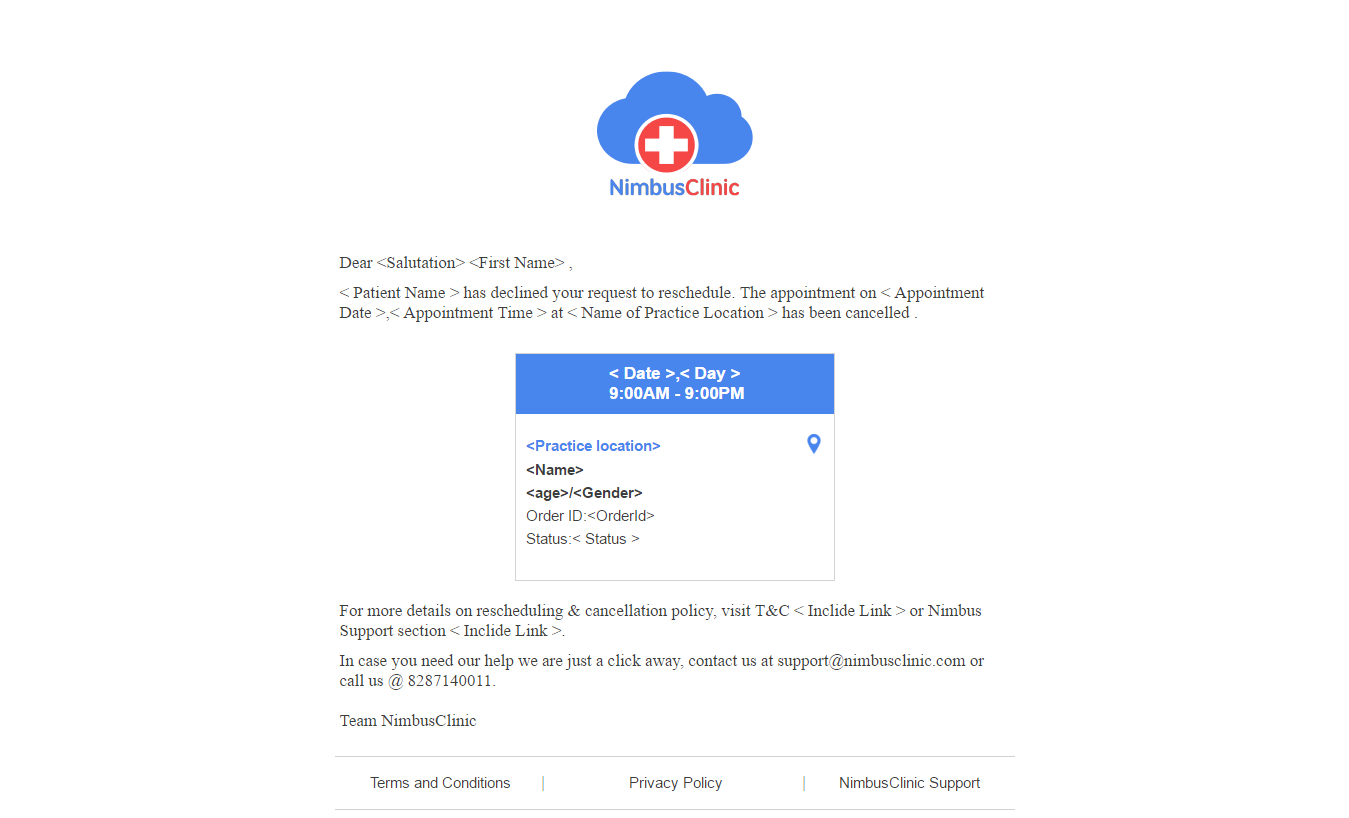 NimbusClinic
Dear <Salutation> <First Name> ,
< Patient Name > has declined your request to reschedule. The appointment on < Appointment
Date >,< Appointment Time > at < Name of Practice Location > has been cancelled .
< Date >,< Day >
9:00AM - 9:00PM
<Practice location>
<Name>
<age>/<Gender>
Order ID:<OrderId>
Status:< Status >
For more details on rescheduling & cancellation policy, visit T&C < Inclide Link > or Nimbus
Support section < Inclide Link >.
In case you need our help we are just a click away, contact us at support@nimbusclinic.com or
call us @ 8287140011.
Team NimbusClinic
Terms and Conditions | Privacy Policy | NimbusClinic Support